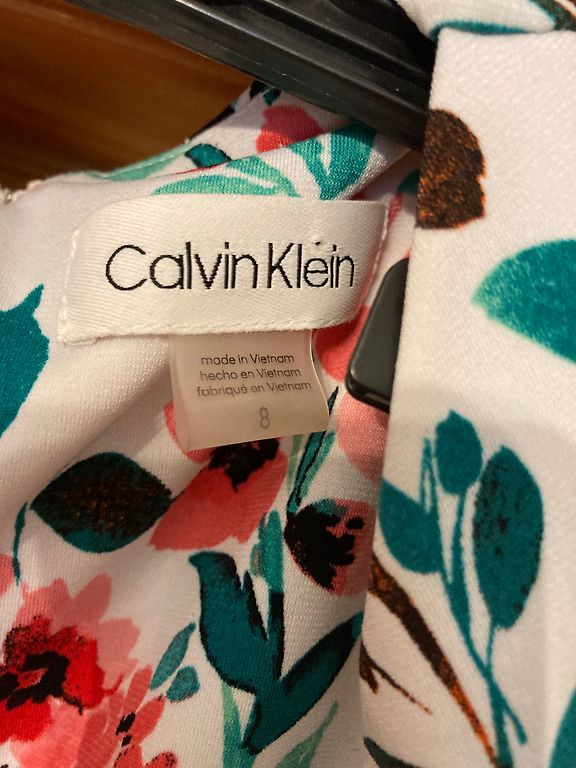 Calvin Klein
made in Vietnam
hecho en Vietnam
fabriqué en Vietnam
8